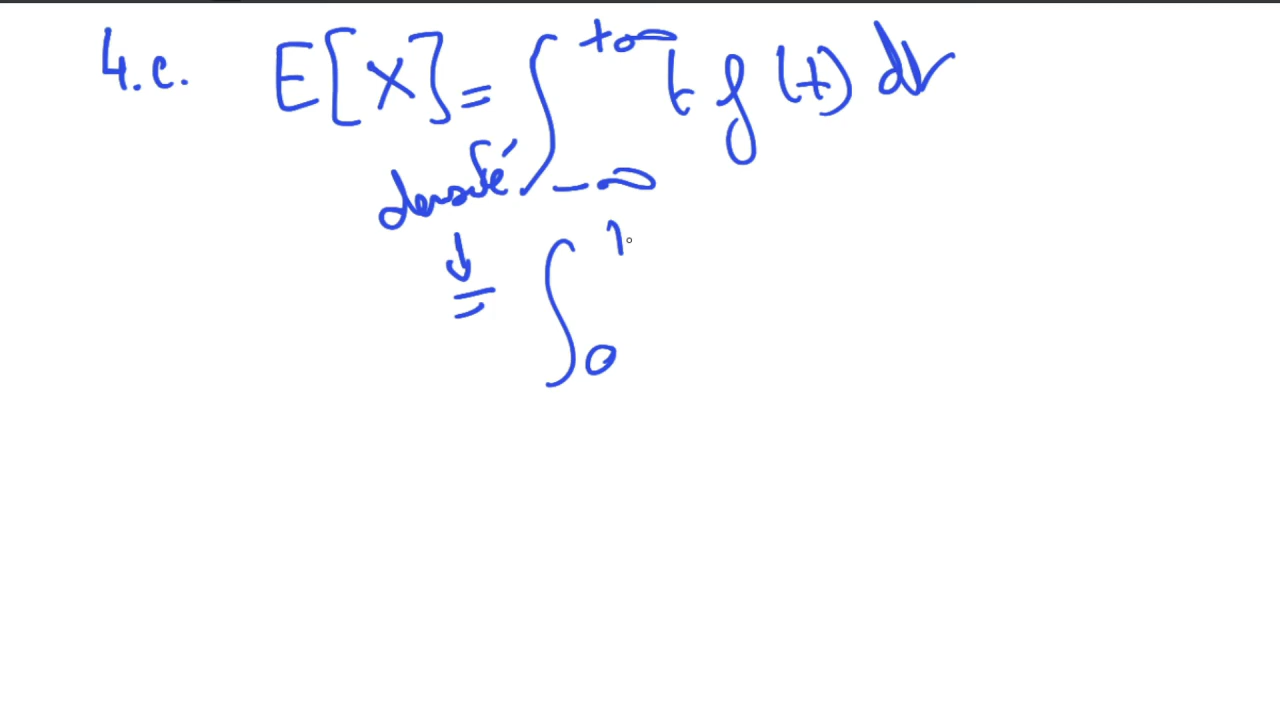 4.c. E[X] = ∫_{-∞}^{+∞} t f(t) dt
densité
↓
= ∫_0^1